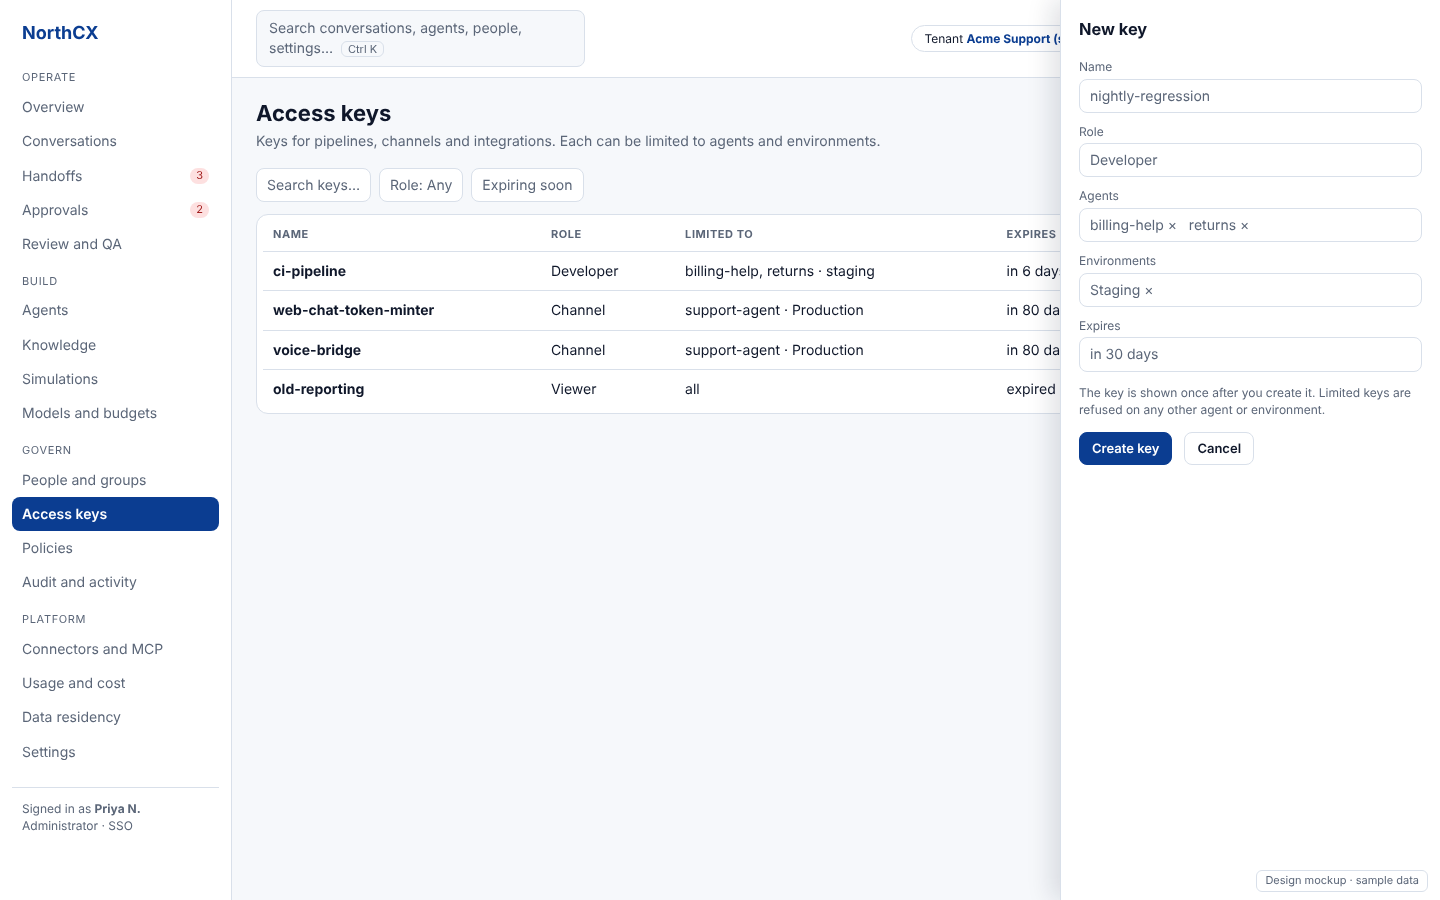 NorthCX
OPERATE
Overview
Conversations
Handoffs 3
Approvals 2
Review and QA
BUILD
Agents
Knowledge
Simulations
Models and budgets
GOVERN
People and groups
Access keys
Policies
Audit and activity
PLATFORM
Connectors and MCP
Usage and cost
Data residency
Settings
Signed in as Priya N.
Administrator · SSO
Search conversations, agents, people,
settings... Ctrl K
Tenant Acme Support (
Access keys
Keys for pipelines, channels and integrations. Each can be limited to agents and environments.
Search keys... Role: Any Expiring soon
NAME ROLE LIMITED TO EXPIRES
ci-pipeline Developer billing-help, returns · staging in 6 days
web-chat-token-minter Channel support-agent · Production in 80 da
voice-bridge Channel support-agent · Production in 80 da
old-reporting Viewer all expired
New key
Name
nightly-regression
Role
Developer
Agents
billing-help × returns ×
Environments
Staging ×
Expires
in 30 days
The key is shown once after you create it. Limited keys are
refused on any other agent or environment.
Create key Cancel
Design mockup · sample data